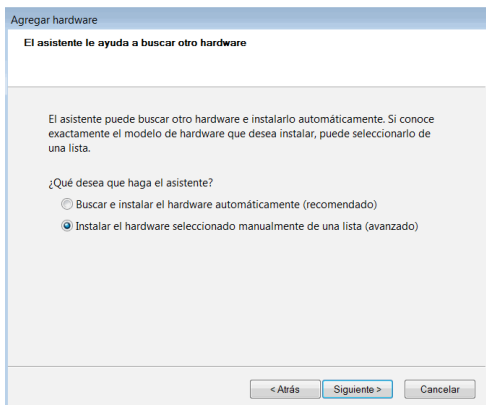 Agregar hardware
El asistente le ayuda a buscar otro hardware
El asistente puede buscar otro hardware e instalarlo automáticamente. Si conoce
exactamente el modelo de hardware que desea instalar, puede seleccionarlo de
una lista.
¿Qué desea que haga el asistente?
Buscar e instalar el hardware automáticamente (recomendado)
Instalar el hardware seleccionado manualmente de una lista (avanzado)
< Atrás Siguiente > Cancelar